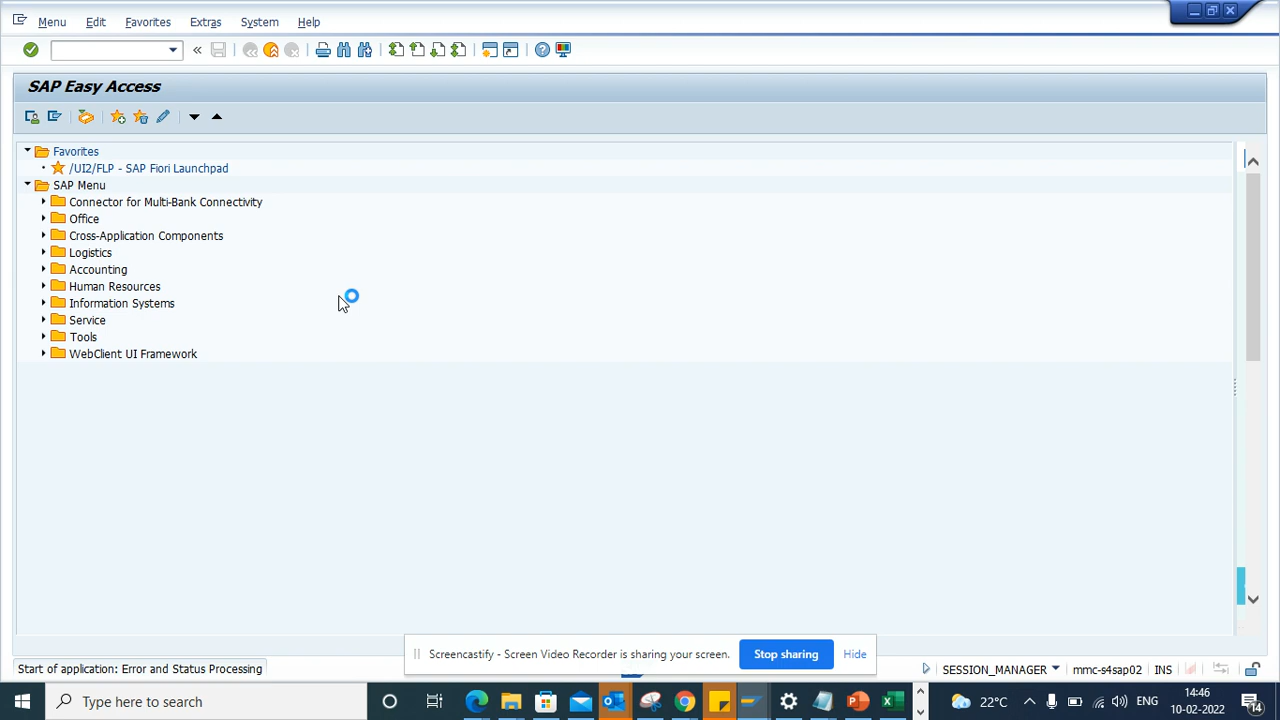 Menu Edit Favorites Extras System Help
SAP Easy Access
Favorites
/UI2/FLP - SAP Fiori Launchpad
SAP Menu
Connector for Multi-Bank Connectivity
Office
Cross-Application Components
Logistics
Accounting
Human Resources
Information Systems
Service
Tools
WebClient UI Framework
Screencastify - Screen Video Recorder is sharing your screen. Stop sharing Hide
Start of application: Error and Status Processing SESSION_MANAGER mmc-s4sap02 INS
Type here to search 22°C ENG 14:46
10-02-2022 14